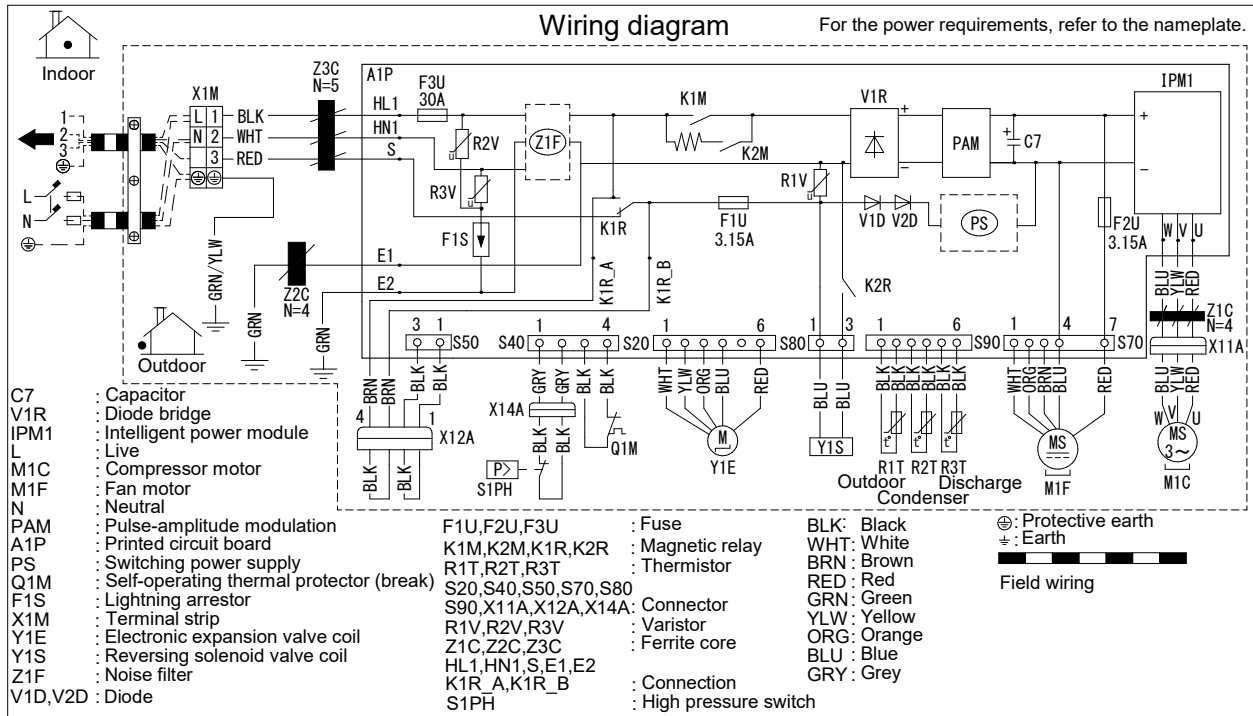 Wiring diagram
For the power requirements, refer to the nameplate.
Indoor
Z3C
N=5
A1P
F3U
30A
IPM1
X1M
HL1
K1M
V1R
1
2
3
L 1 BLK
N 2 WHT
3 RED
HN1
S
R2V
u
Z1F
K2M
+
-
PAM
+
C7
+
-
R3V
u
R1V
u
L
N
F1S
K1R
F1U
3.15A
V1D V2D
PS
F2U
3.15A
W V U
GRN/YLW
E1
E2
K1R_A
K1R_B
K2R
BLU YLW RED
Z2C
N=4
GRN
GRN
Z1C
N=4
Outdoor
3 1 S50
S40 1 4
S20 1 6
S80 1 3
1 6 S90
1 4 7 S70
X11A
BRN BRN BLK BLK
GRY GRY BLK BLK
WHT YLW ORG BLU RED
BLU BLU
BLK BLK BLK BLK BLK BLK
WHT ORG BRN BLU RED
BLU YLW RED
W V U
4 1 X12A
X14A
BLK BLK
Q1M
M
Y1E
Y1S
t° t° t°
R1T R2T R3T
Outdoor Discharge
Condenser
MS
M1F
MS
3~
M1C
BLK BLK
P>
S1PH
C7 : Capacitor
V1R : Diode bridge
IPM1 : Intelligent power module
L : Live
M1C : Compressor motor
M1F : Fan motor
N : Neutral
PAM : Pulse-amplitude modulation
A1P : Printed circuit board
PS : Switching power supply
Q1M : Self-operating thermal protector (break)
F1S : Lightning arrestor
X1M : Terminal strip
Y1E : Electronic expansion valve coil
Y1S : Reversing solenoid valve coil
Z1F : Noise filter
V1D,V2D : Diode
F1U,F2U,F3U : Fuse
K1M,K2M,K1R,K2R : Magnetic relay
R1T,R2T,R3T : Thermistor
S20,S40,S50,S70,S80
S90,X11A,X12A,X14A : Connector
R1V,R2V,R3V : Varistor
Z1C,Z2C,Z3C : Ferrite core
HL1,HN1,S,E1,E2
K1R_A,K1R_B : Connection
S1PH : High pressure switch
BLK: Black
WHT: White
BRN: Brown
RED: Red
GRN: Green
YLW: Yellow
ORG: Orange
BLU: Blue
GRY: Grey
: Protective earth
: Earth
Field wiring